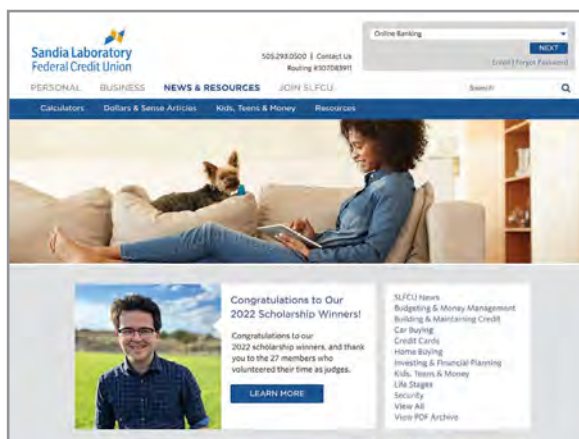 Sandia Laboratory
Federal Credit Union
505.293.0500 | Contact Us
Routing #307083911
Online Banking
NEXT
Enroll | Forgot Password
PERSONAL BUSINESS NEWS & RESOURCES JOIN SLFCU
Search
Calculators Dollars & Sense Articles Kids, Teens & Money Resources
Congratulations to Our
2022 Scholarship Winners!
Congratulations to our
2022 scholarship winners, and thank
you to the 27 members who
volunteered their time as judges.
LEARN MORE
SLFCU News
Budgeting & Money Management
Building & Maintaining Credit
Car Buying
Credit Cards
Home Buying
Investing & Financial Planning
Kids, Teens & Money
Life Stages
Security
View All
View PDF Archive